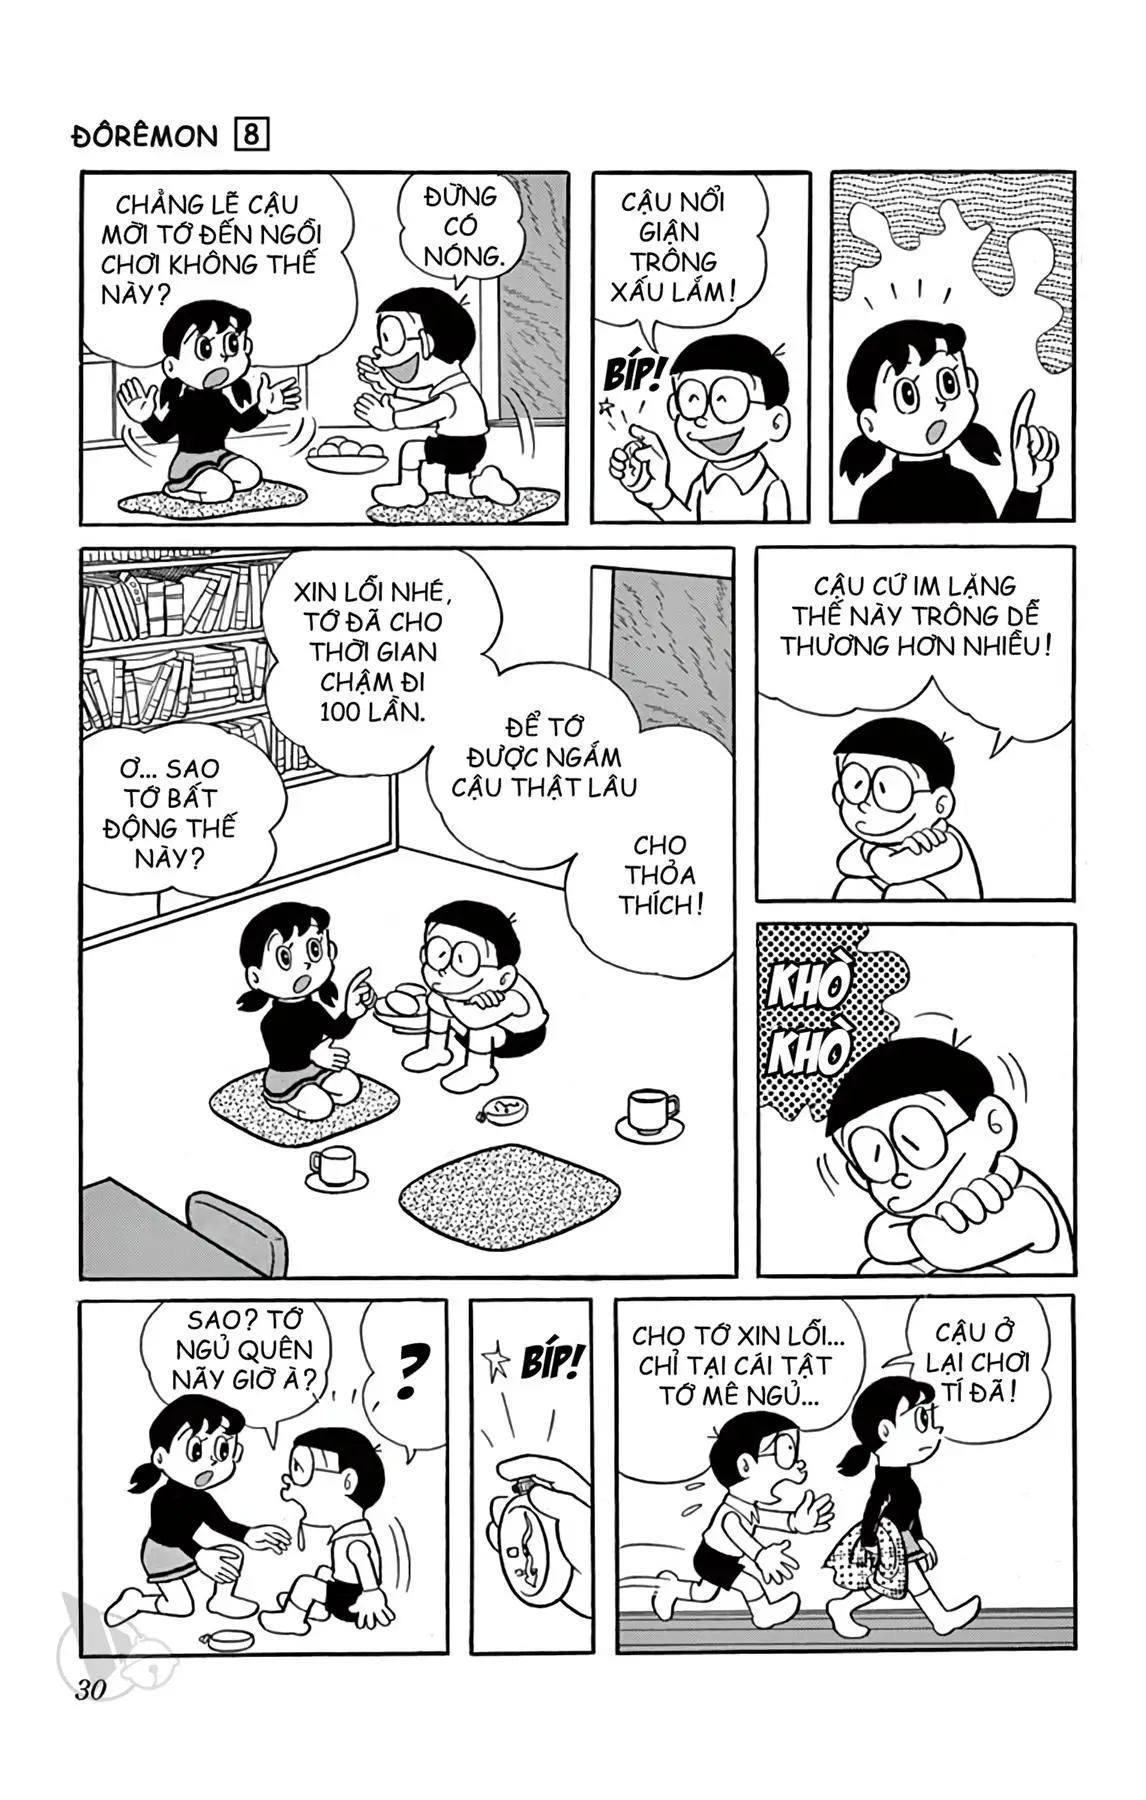 ĐÔRÊMON 8
CHẲNG LẼ CẬU
MỜI TỚ ĐẾN NGỒI
CHƠI KHÔNG THẾ
NÀY?
ĐỪNG
CÓ
NÓNG.
CẬU NỔI
GIẬN
TRÔNG
XẤU LẮM!
BÍP!
XIN LỖI NHÉ,
TỚ ĐÃ CHO
THỜI GIAN
CHẬM ĐI
100 LẦN.
ĐỂ TỚ
ĐƯỢC NGẮM
CẬU THẬT LÂU
CHO
THỎA
THÍCH!
Ơ... SAO
TỚ BẤT
ĐỘNG THẾ
NÀY?
CẬU CỨ IM LẶNG
THẾ NÀY TRÔNG DỄ
THƯƠNG HƠN NHIỀU!
KHÒ
KHÒ
SAO? TỚ
NGỦ QUÊN
NÃY GIỜ À?
?
BÍP!
CHO TỚ XIN LỖI...
CHỈ TẠI CÁI TẬT
TỚ MÊ NGỦ...
CẬU Ở
LẠI CHƠI
TÍ ĐÃ!
30